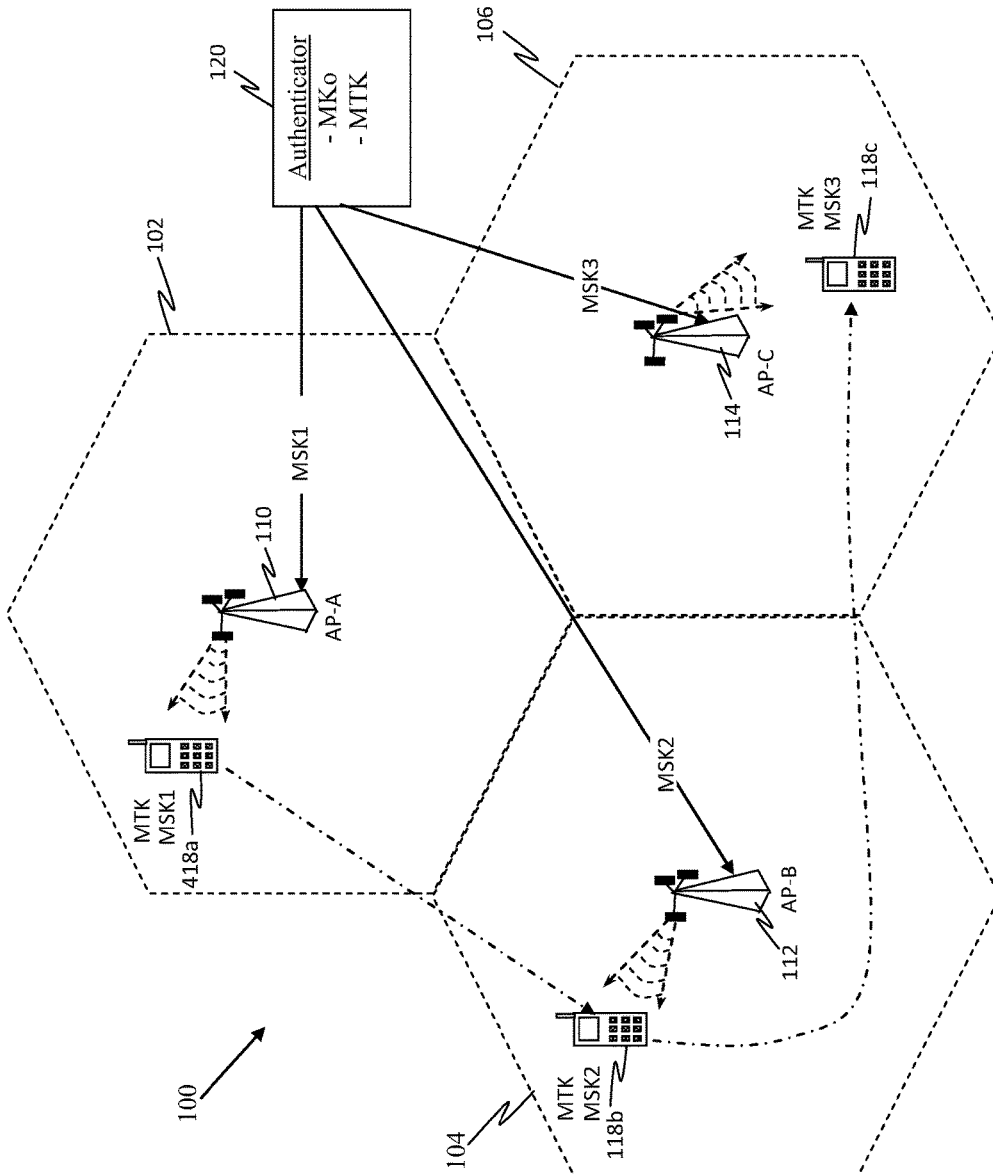 100
102
120
Authenticator
- MKo
- MTK
106
104
MTK
MSK1
418a
110
AP-A
MSK1
MSK2
MSK3
MTK
MSK2
118b
112
AP-B
114
AP-C
MTK
MSK3
118c